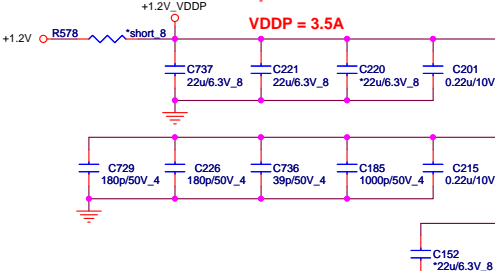 +1.2V_VDDP
VDDP = 3.5A
+1.2V R578 *short_8
C737 C221 C220 C201
22u/6.3V_8 22u/6.3V_8 *22u/6.3V_8 0.22u/10V
C729 C226 C736 C185 C215
180p/50V_4 180p/50V_4 39p/50V_4 1000p/50V_4 0.22u/10V
C152
*22u/6.3V_8